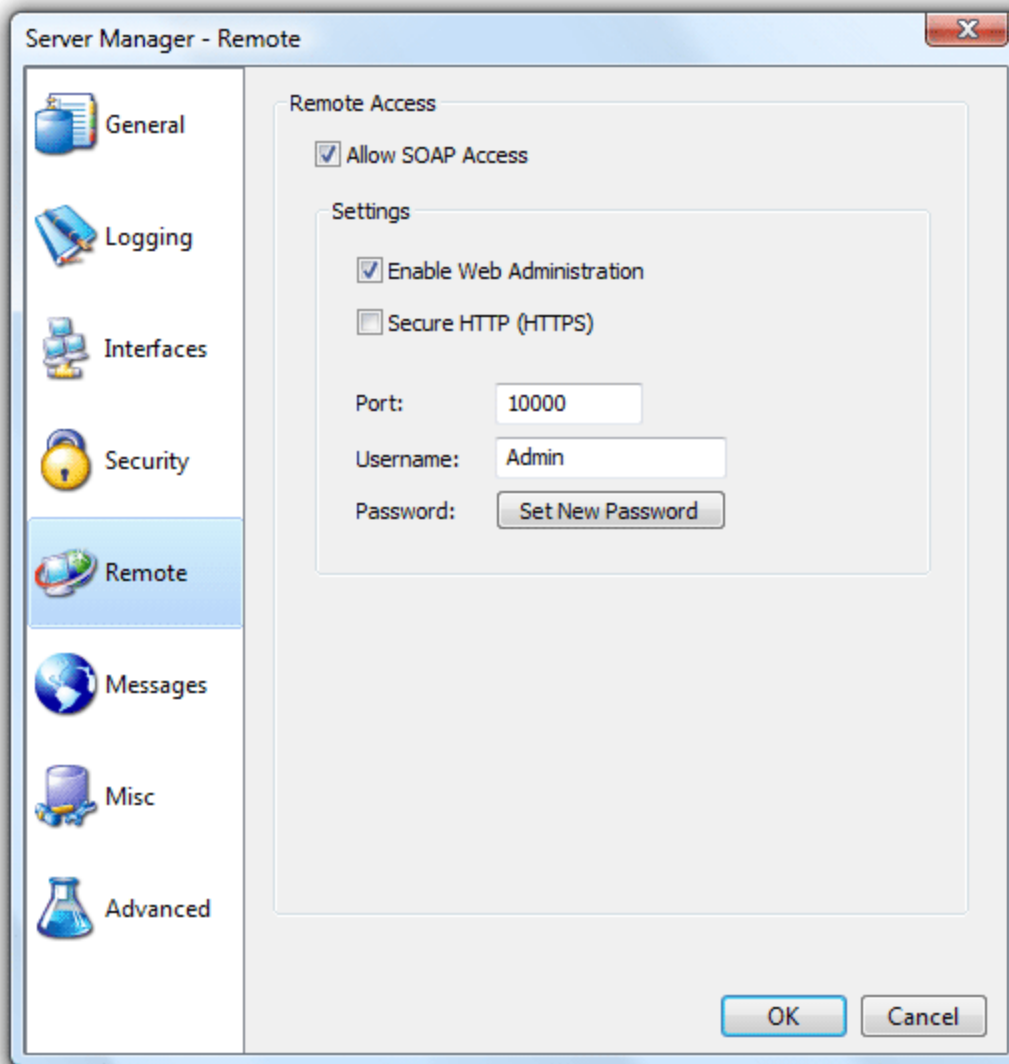 Server Manager - Remote
General
Logging
Interfaces
Security
Remote
Messages
Misc
Advanced
Remote Access
Allow SOAP Access
Settings
Enable Web Administration
Secure HTTP (HTTPS)
Port: 10000
Username: Admin
Password: Set New Password
OK Cancel